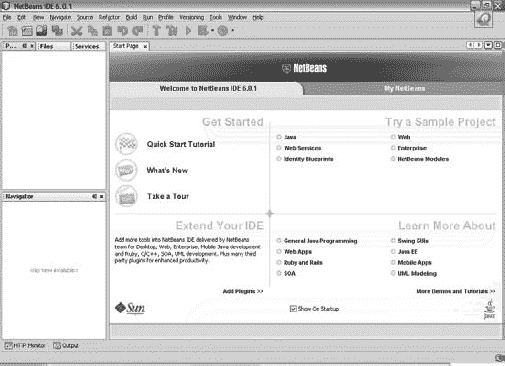 NetBeans IDE 6.0.1
File Edit View Navigate Source Refactor Build Run Profile Versioning Tools Window Help
P... Files Services
Start Page
NetBeans
Welcome to NetBeans IDE 6.0.1
My NetBeans
Get Started
Quick Start Tutorial
What's New
Take a Tour
Try a Sample Project
Java
Web Services
Identity Blueprints
Web
Enterprise
NetBeans Modules
Navigator
<No View Available>
Extend Your IDE
Add more tools into NetBeans IDE delivered by NetBeans
team for Desktop, Web, Enterprise, Mobile Java development
and Ruby, C/C++, SOA, UML development. Plus many third
party plugins for enhanced productivity.
Add Plugins >>
Learn More About
General Java Programming
Web Apps
Ruby and Rails
SOA
Swing GUIs
Java EE
Mobile Apps
UML Modeling
More Demos and Tutorials >>
Sun
Show On Startup
Java
HTTP Monitor Output